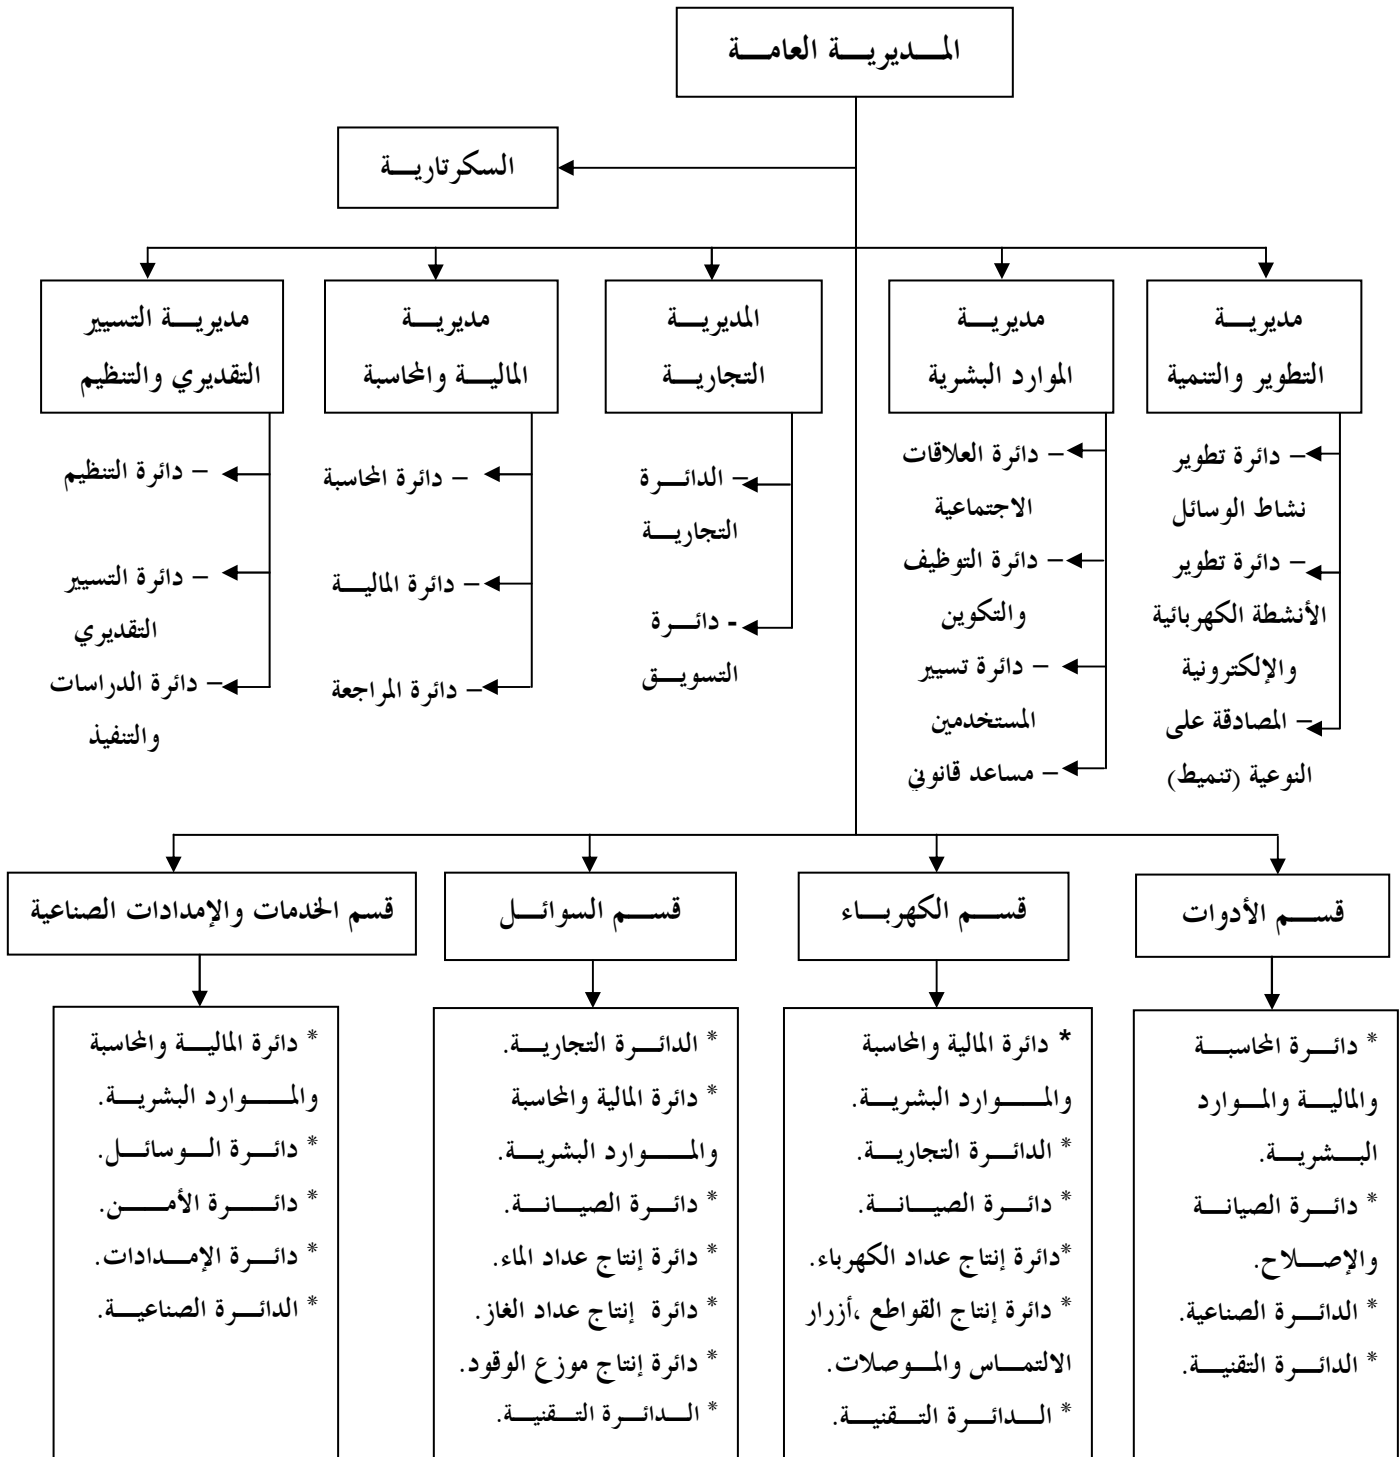 المديرية العامة
السكرتارية
مديرية
التطوير والتنمية
– دائرة تطوير
نشاط الوسائل
– دائرة تطوير
الأنشطة الكهربائية
والإلكترونية
– المصادقة على
النوعية (تنميط)
مديرية
الموارد البشرية
– دائرة العلاقات
الاجتماعية
– دائرة التوظيف
والتكوين
– دائرة تسيير
المستخدمين
– مساعد قانوني
المديرية
التجارية
– الدائرة
التجارية
- دائرة
التسويق
مديرية
المالية والمحاسبة
– دائرة المحاسبة
– دائرة المالية
– دائرة المراجعة
مديرية التسيير
التقديري والتنظيم
– دائرة التنظيم
– دائرة التسيير
التقديري
– دائرة الدراسات
والتنفيذ
قسم الأدوات
* دائرة المحاسبة
والمالية والموارد
البشرية.
* دائرة الصيانة
والإصلاح.
* الدائرة الصناعية.
* الدائرة التقنية.
قسم الكهرباء
* دائرة المالية والمحاسبة
والموارد البشرية.
* الدائرة التجارية.
* دائرة الصيانة.
*دائرة إنتاج عداد الكهرباء.
* دائرة إنتاج القواطع ،أزرار
الالتماس والموصلات.
* الدائرة التقنية.
قسم السوائل
* الدائرة التجارية.
* دائرة المالية والمحاسبة
والموارد البشرية.
* دائرة الصيانة.
* دائرة إنتاج عداد الماء.
* دائرة إنتاج عداد الغاز.
* دائرة إنتاج موزع الوقود.
* الدائرة التقنية.
قسم الخدمات والإمدادات الصناعية
* دائرة المالية والمحاسبة
والموارد البشرية.
* دائرة الوسائل.
* دائرة الأمن.
* دائرة الإمدادات.
* الدائرة الصناعية.